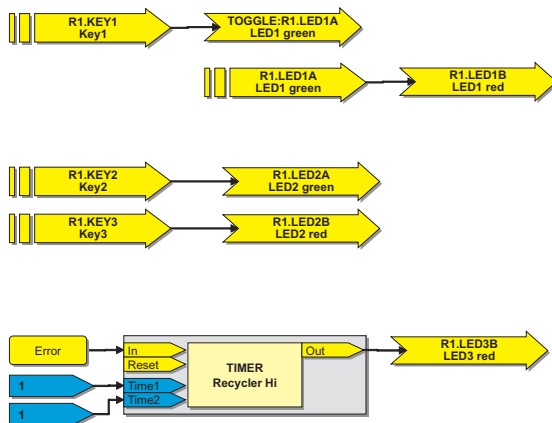 R1.KEY1
Key1
TOGGLE:R1.LED1A
LED1 green
R1.LED1A
LED1 green
R1.LED1B
LED1 red
R1.KEY2
Key2
R1.LED2A
LED2 green
R1.KEY3
Key3
R1.LED2B
LED2 red
Error
In
Reset
Time1
Time2
TIMER
Recycler Hi
Out
R1.LED3B
LED3 red
1
1